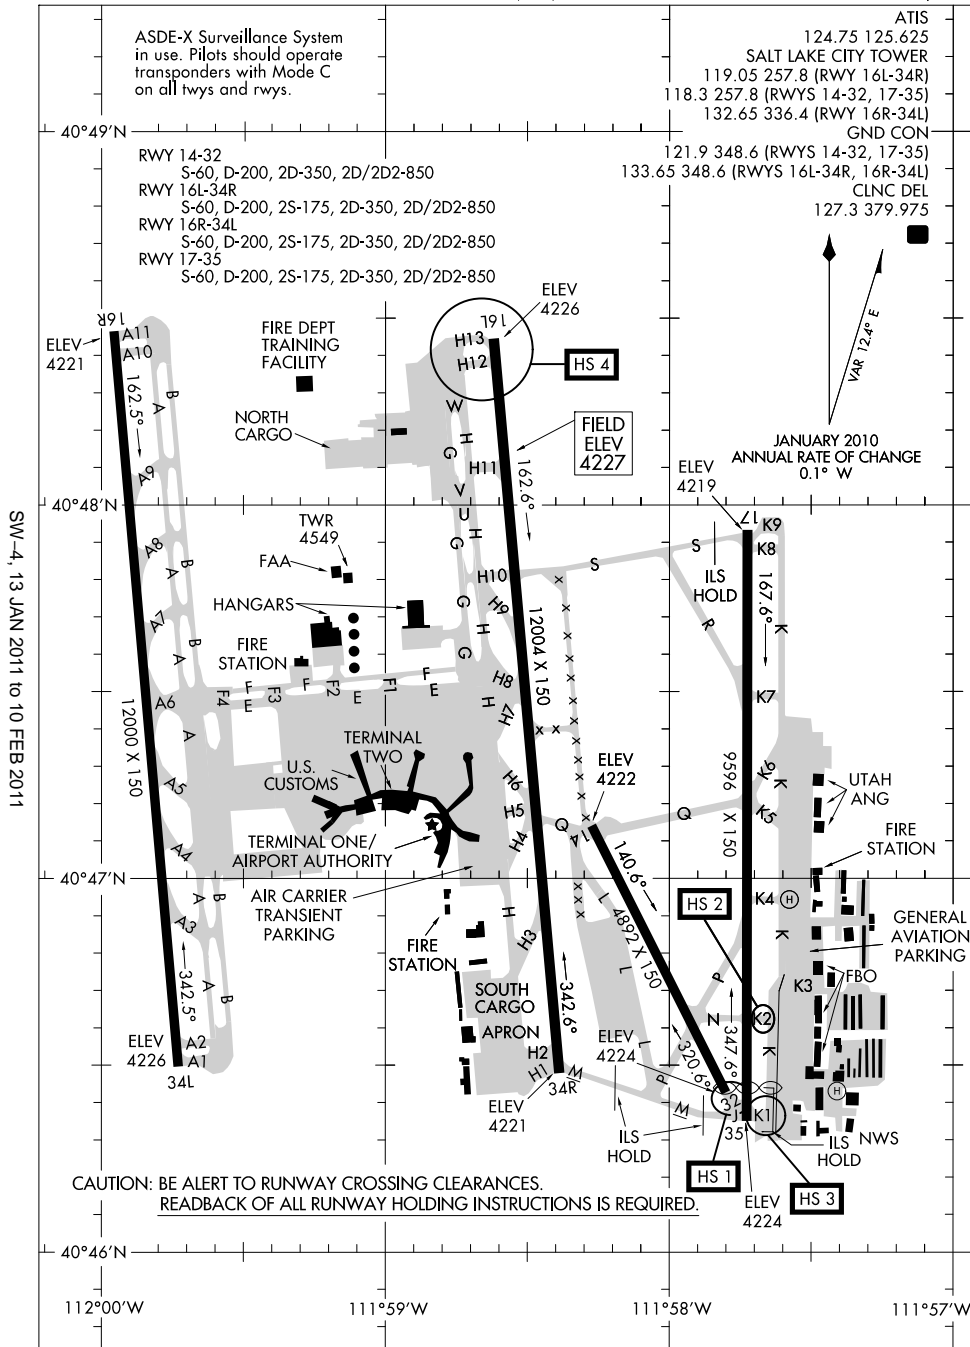 ASDE-X Surveillance System
in use. Pilots should operate
transponders with Mode C
on all twys and rwys.
ATIS
124.75 125.625
SALT LAKE CITY TOWER
119.05 257.8 (RWY 16L-34R)
118.3 257.8 (RWYS 14-32, 17-35)
132.65 336.4 (RWY 16R-34L)
GND CON
121.9 348.6 (RWYS 14-32, 17-35)
133.65 348.6 (RWYS 16L-34R, 16R-34L)
CLNC DEL
127.3 379.975
40°49'N
RWY 14-32
S-60, D-200, 2D-350, 2D/2D2-850
RWY 16L-34R
S-60, D-200, 2S-175, 2D-350, 2D/2D2-850
RWY 16R-34L
S-60, D-200, 2S-175, 2D-350, 2D/2D2-850
RWY 17-35
S-60, D-200, 2S-175, 2D-350, 2D/2D2-850
VAR 12.4° E
JANUARY 2010
ANNUAL RATE OF CHANGE
0.1° W
16R
ELEV
4221
A11
A10
162.5°
B
A
A9
A8
A
B
A7
A
B
A6
A
A5
A4
A
B
A3
342.5°
A
B
A2
A1
ELEV
4226
34L
12000 X 150
FIRE DEPT
TRAINING
FACILITY
NORTH
CARGO
16L
ELEV
4226
H13
H12
HS 4
FIELD
ELEV
4227
W
H
G
H11
162.6°
V
U
H
G
H10
H9
G
H
G
H8
H
H7
12004 X 150
H6
H5
H4
H
H3
342.6°
H2
H1
34R
ELEV
4221
TWR
4549
FAA
HANGARS
FIRE
STATION
F4
F
E
F3
F
F2
E
F1
F
E
TERMINAL
TWO
U.S.
CUSTOMS
TERMINAL ONE/
AIRPORT AUTHORITY
AIR CARRIER
TRANSIENT
PARKING
FIRE
STATION
SOUTH
CARGO
APRON
40°48'N
ELEV
4219
17
K9
K8
ILS
HOLD
S
S
R
167.6°
K
K7
K6
K
K5
9596 X 150
Q
Q
ELEV
4222
14
140.6°
4892 X 150
L
L
L
HS 2
K4
H
K
K3
K2
K
N
P
P
347.6°
320.6°
ELEV
4224
32
J
K1
35
M
M
ILS
HOLD
HS 1
HS 3
ELEV
4224
ILS
HOLD
NWS
H
UTAH
ANG
FIRE
STATION
GENERAL
AVIATION
PARKING
FBO
40°47'N
CAUTION: BE ALERT TO RUNWAY CROSSING CLEARANCES.
READBACK OF ALL RUNWAY HOLDING INSTRUCTIONS IS REQUIRED.
40°46'N
112°00'W
111°59'W
111°58'W
111°57'W
SW-4, 13 JAN 2011 to 10 FEB 2011